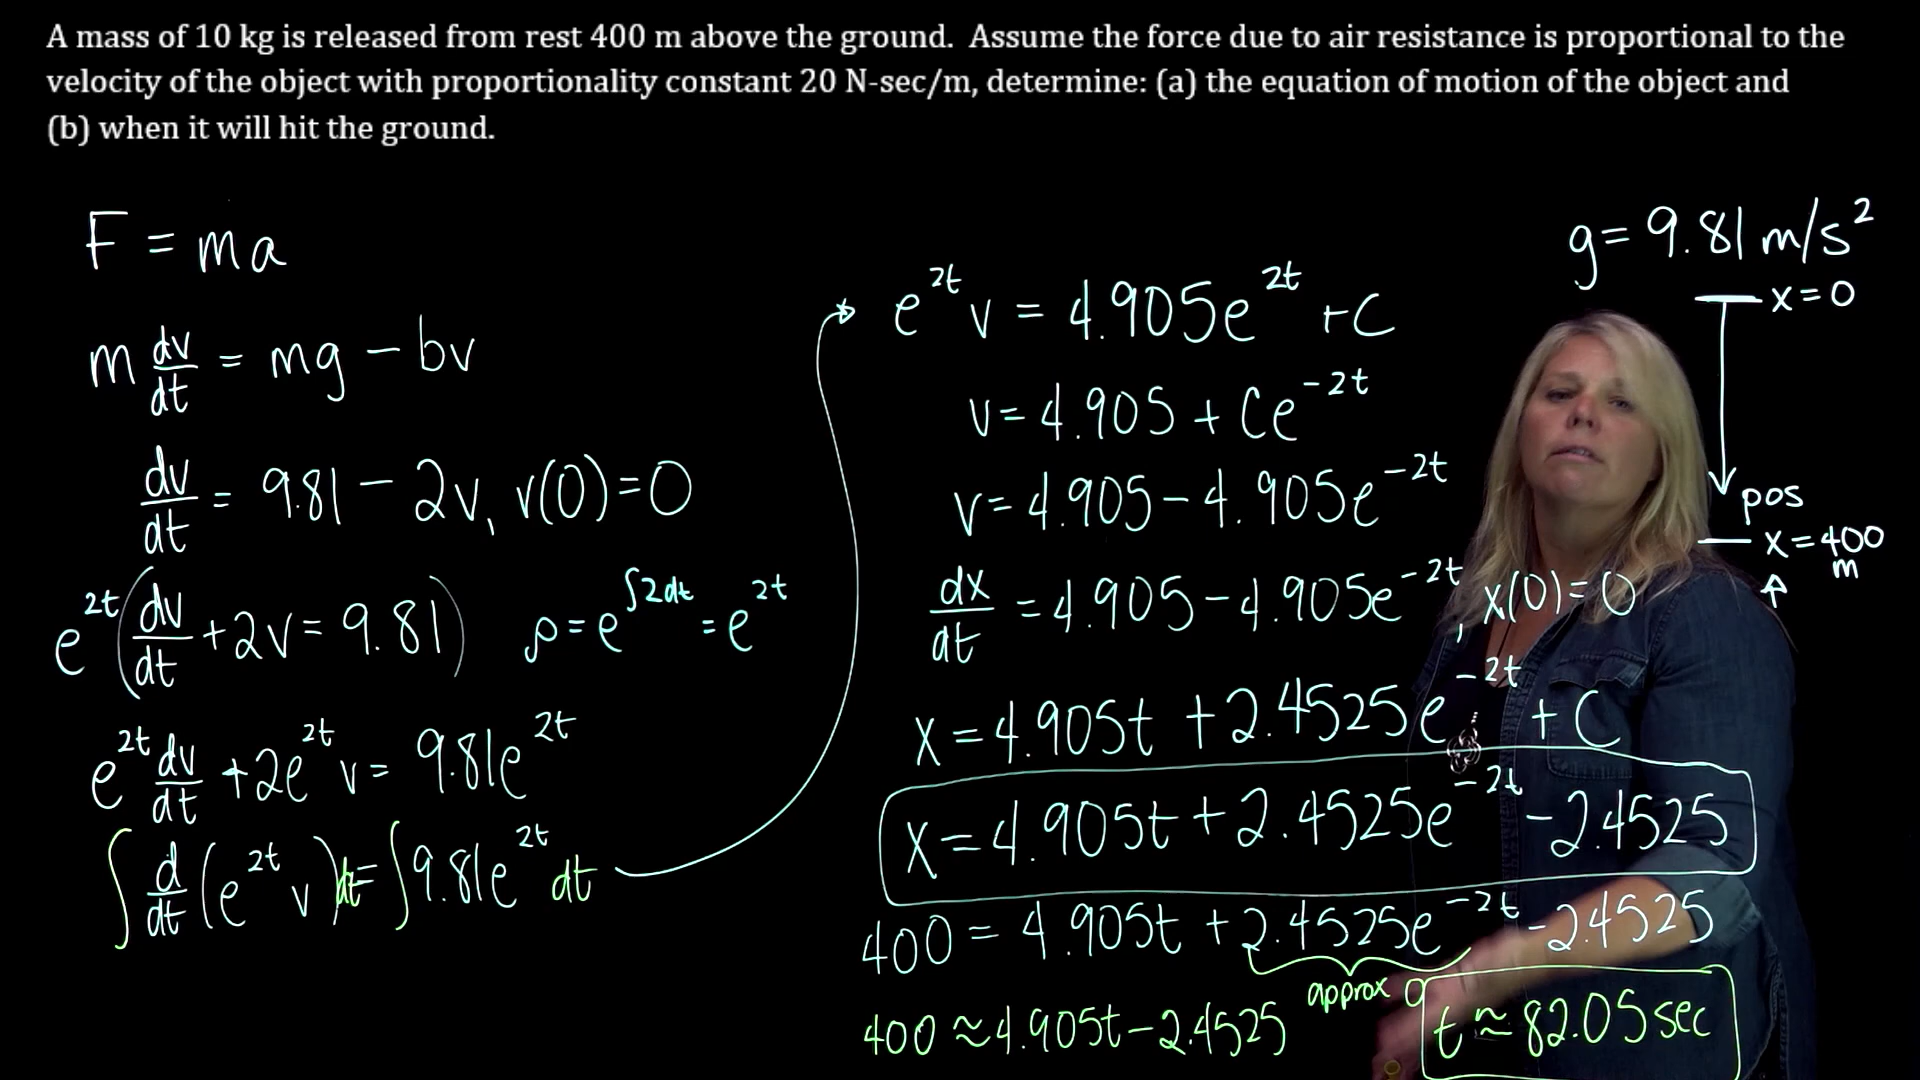 A mass of 10 kg is released from rest 400 m above the ground. Assume the force due to air resistance is proportional to the
velocity of the object with proportionality constant 20 N-sec/m, determine: (a) the equation of motion of the object and
(b) when it will hit the ground.
F = ma
m dv/dt = mg - bv
dv/dt = 9.81 - 2v, v(0)=0
e^2t (dv/dt + 2v = 9.81) ρ = e^∫2dt = e^2t
e^2t dv/dt + 2e^2t v = 9.81e^2t
∫ d/dt (e^2t v) dt = ∫ 9.81e^2t dt
e^2t v = 4.905e^2t + C
v = 4.905 + Ce^-2t
v = 4.905 - 4.905e^-2t
dx/dt = 4.905 - 4.905e^-2t, x(0)=0
x = 4.905t + 2.4525e^-2t + C
x = 4.905t + 2.4525e^-2t - 2.4525
400 = 4.905t + 2.4525e^-2t - 2.4525
approx 0
400 ≈ 4.905t - 2.4525
t ≈ 82.05 sec
g = 9.81 m/s^2
x=0
pos
x=400
m